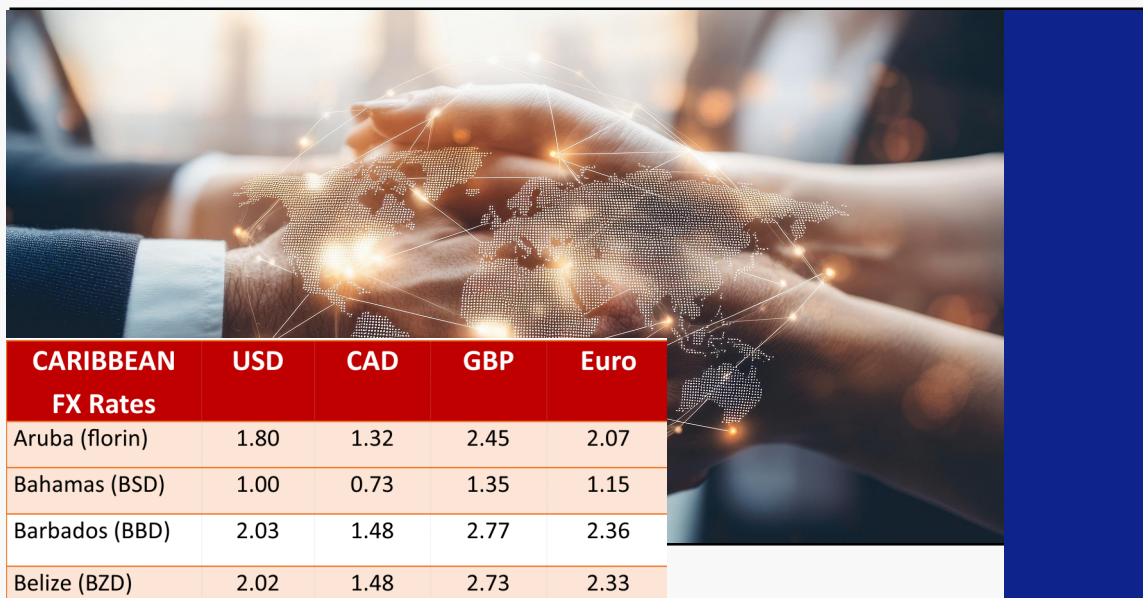 CARIBBEAN FX Rates USD CAD GBP Euro
Aruba (florin) 1.80 1.32 2.45 2.07
Bahamas (BSD) 1.00 0.73 1.35 1.15
Barbados (BBD) 2.03 1.48 2.77 2.36
Belize (BZD) 2.02 1.48 2.73 2.33